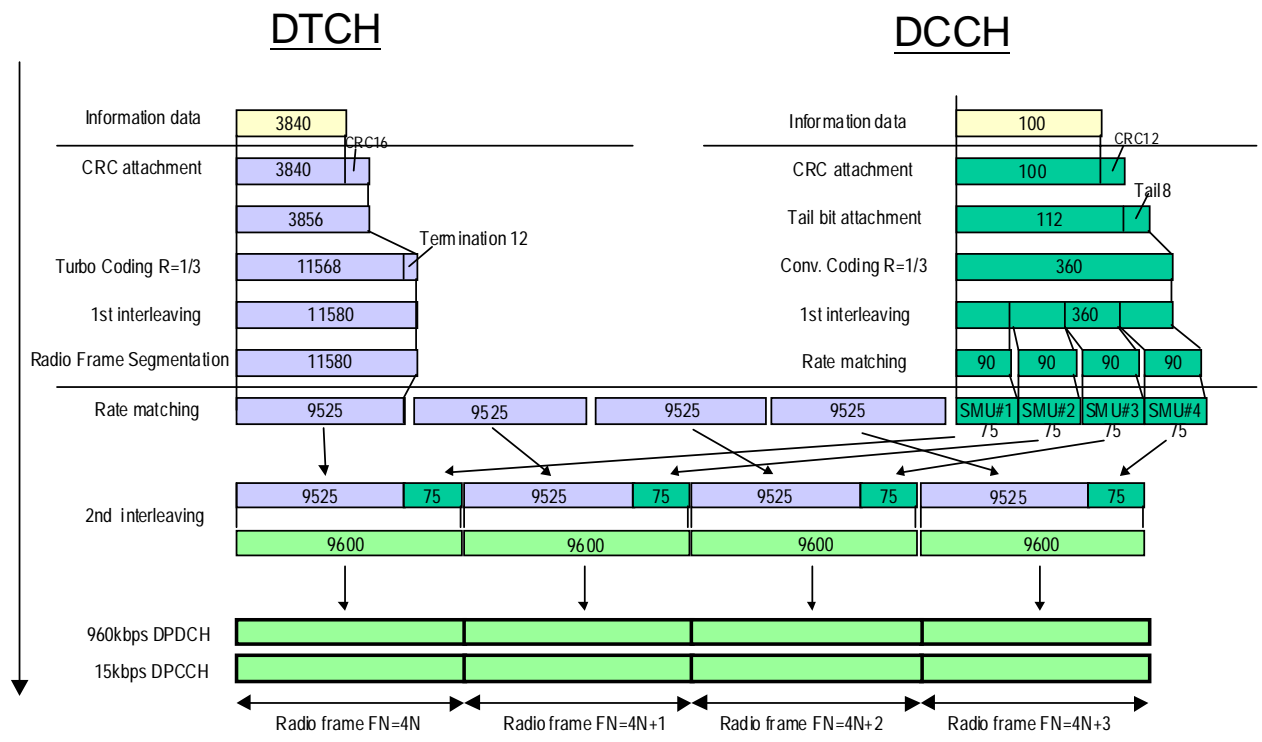 DTCH
DCCH
Information data
3840
Information data
100
CRC16
CRC12
CRC attachment
3840
CRC attachment
100
Tail8
3856
Tail bit attachment
112
Termination 12
Turbo Coding R=1/3
11568
Conv. Coding R=1/3
360
1st interleaving
11580
1st interleaving
360
Radio Frame Segmentation
11580
Rate matching
90 90 90 90
Rate matching
9525 9525 9525 9525
SMU#1 SMU#2 SMU#3 SMU#4
75 75 75 75
2nd interleaving
9525 75 9525 75 9525 75 9525 75
9600 9600 9600 9600
960kbps DPDCH
15kbps DPCCH
Radio frame FN=4N
Radio frame FN=4N+1
Radio frame FN=4N+2
Radio frame FN=4N+3